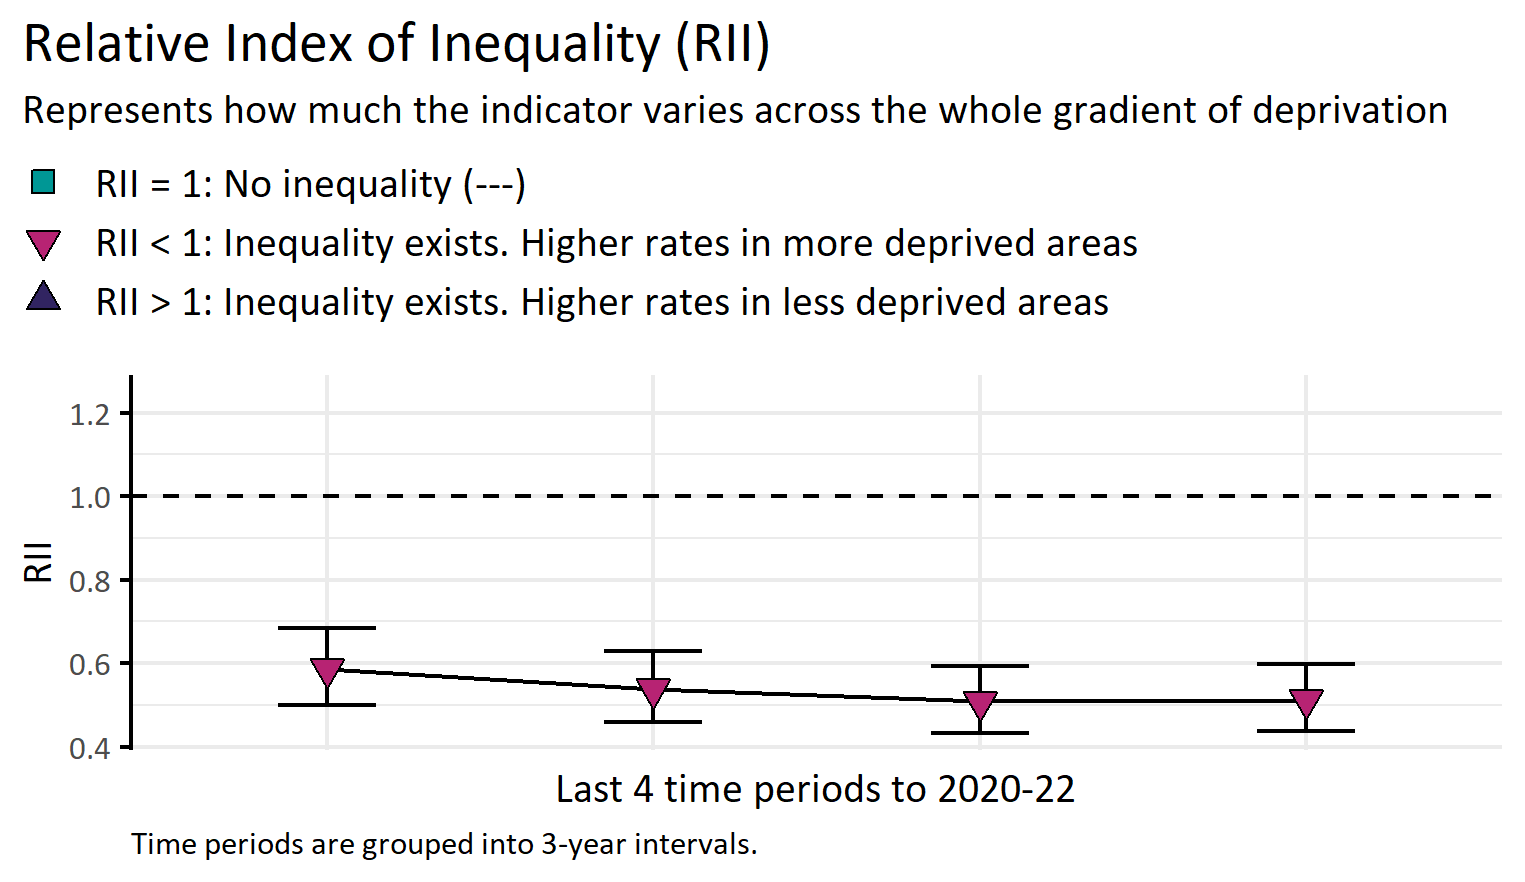 Relative Index of Inequality (RII)
Represents how much the indicator varies across the whole gradient of deprivation
RII = 1: No inequality (---)
RII < 1: Inequality exists. Higher rates in more deprived areas
RII > 1: Inequality exists. Higher rates in less deprived areas
1.2
1.0
0.8
0.6
0.4
RII
Last 4 time periods to 2020-22
Time periods are grouped into 3-year intervals.